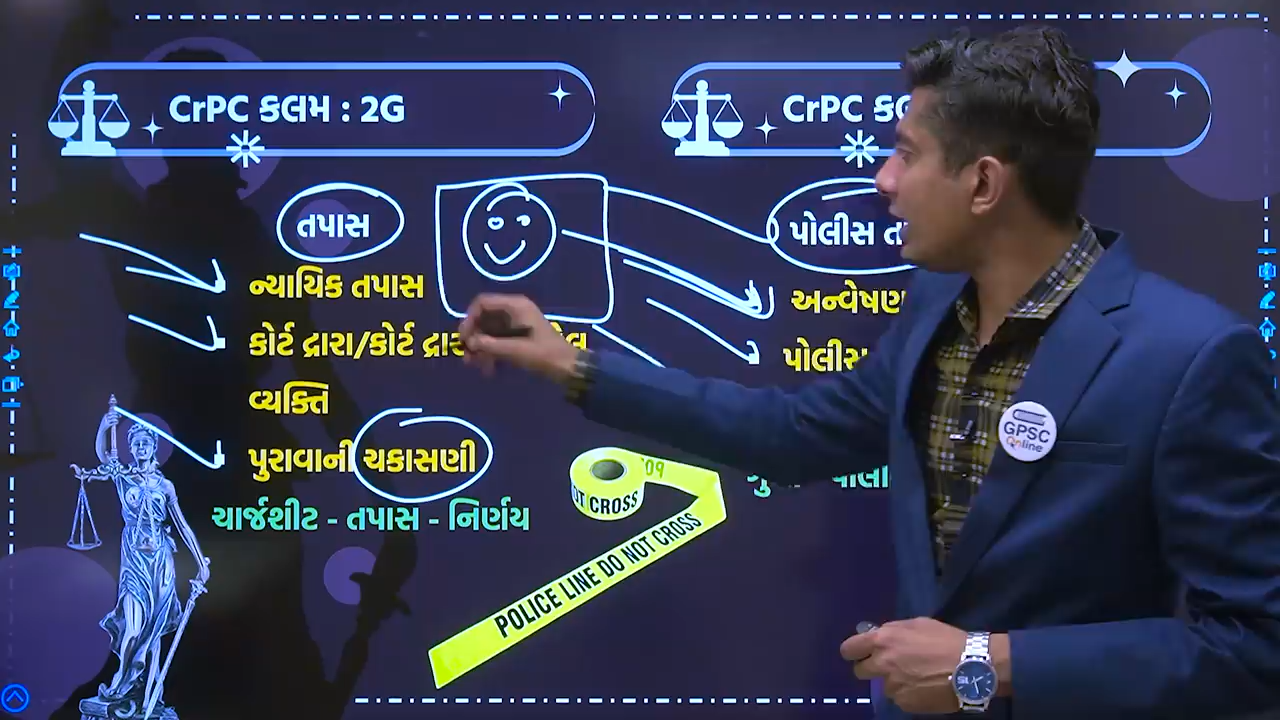 CrPC કલમ : 2G
તપાસ
ન્યાયિક તપાસ
કોર્ટ દ્વારા/કોર્ટ
વ્યક્તિ
પુરાવાની ચકાસણી
ચાર્જશીટ - તપાસ - નિર્ણય
CrPC
પોલીસ
અન્વેષણ
પોલીસ
CROSS
POLICE LINE DO NOT CROSS
GPSC
Online